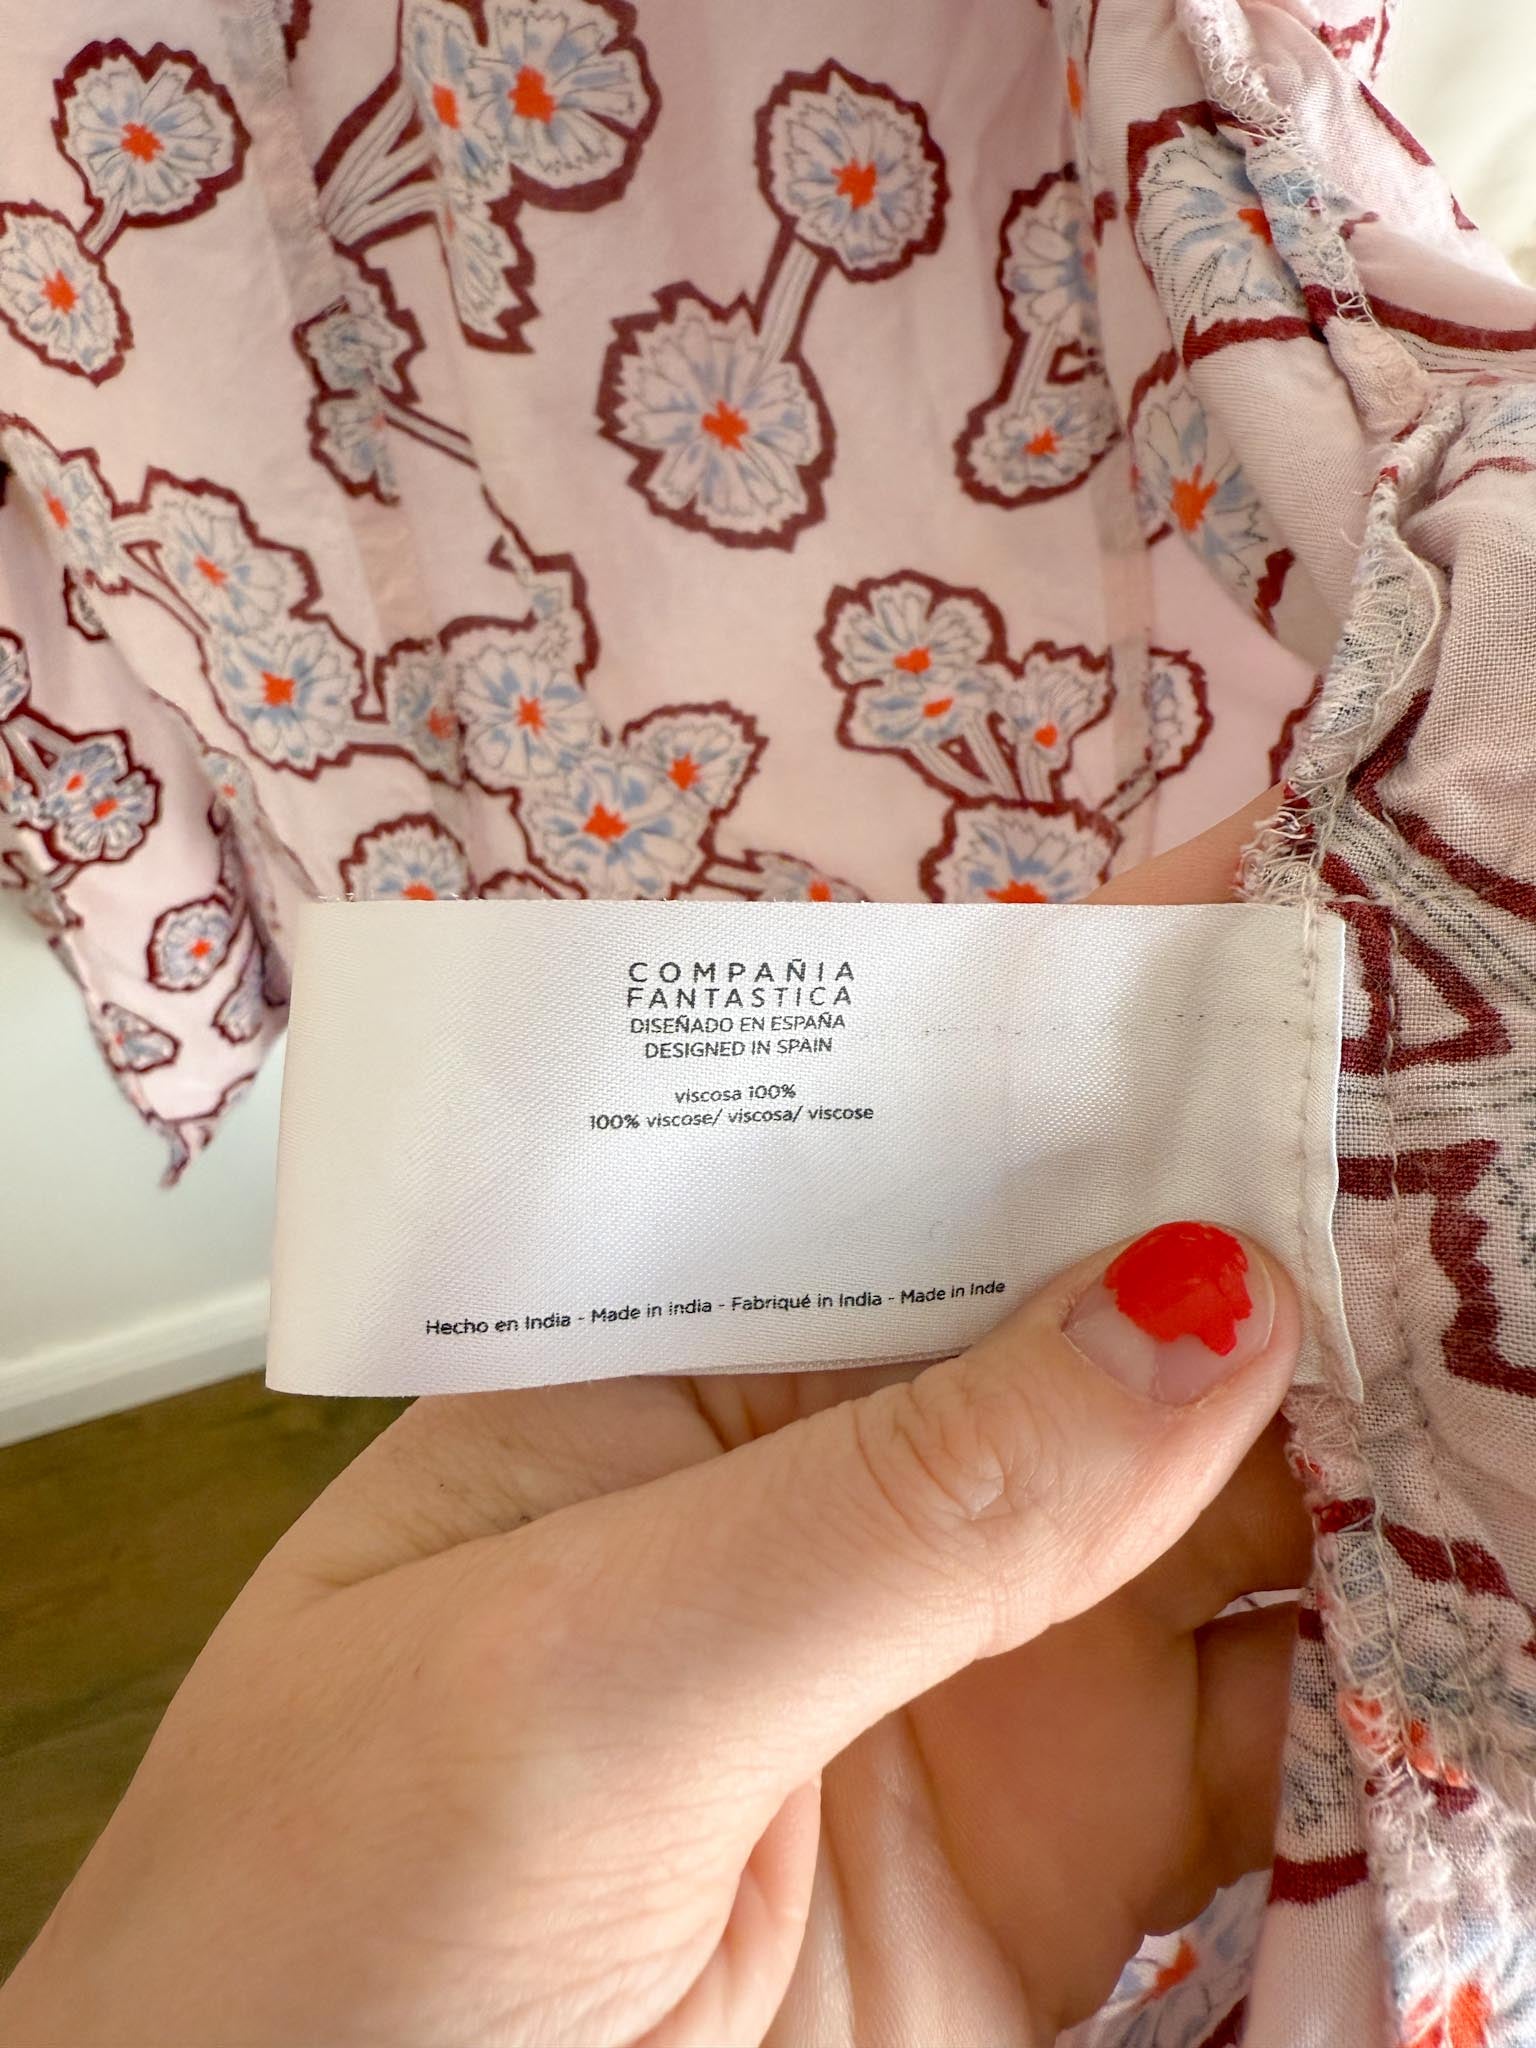 COMPAÑIA
FANTASTICA
DISEÑADO EN ESPAÑA
DESIGNED IN SPAIN
viscosa 100%
100% viscose/ viscosa/ viscose
Hecho en India - Made in india - Fabriqué in India - Made in Inde